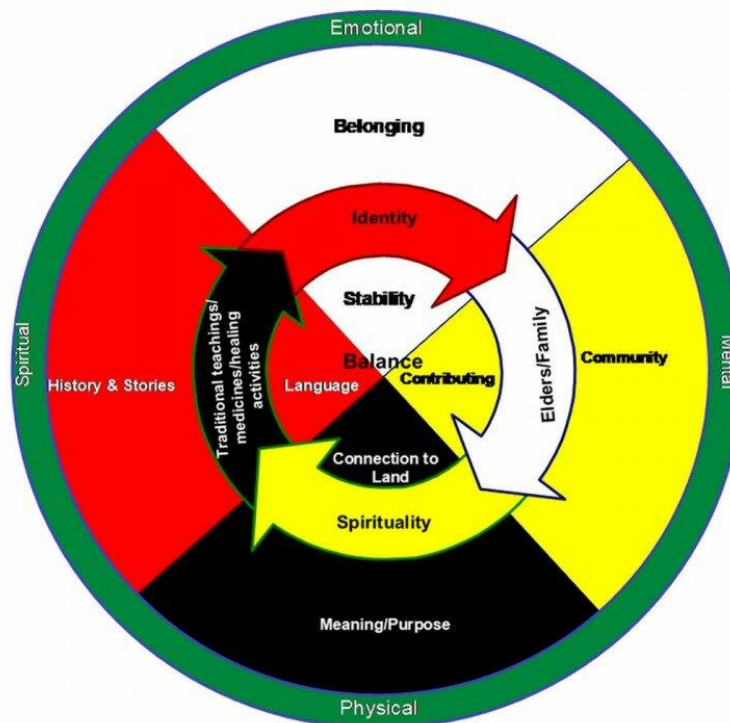 Emotional
Belonging
Identity
Stability
Balance
Spiritual
History & Stories
Traditional teachings/
medicines/healing
activities
Language
Contributing
Elders/Family
Community
Mental
Connection to
Land
Spirituality
Meaning/Purpose
Physical